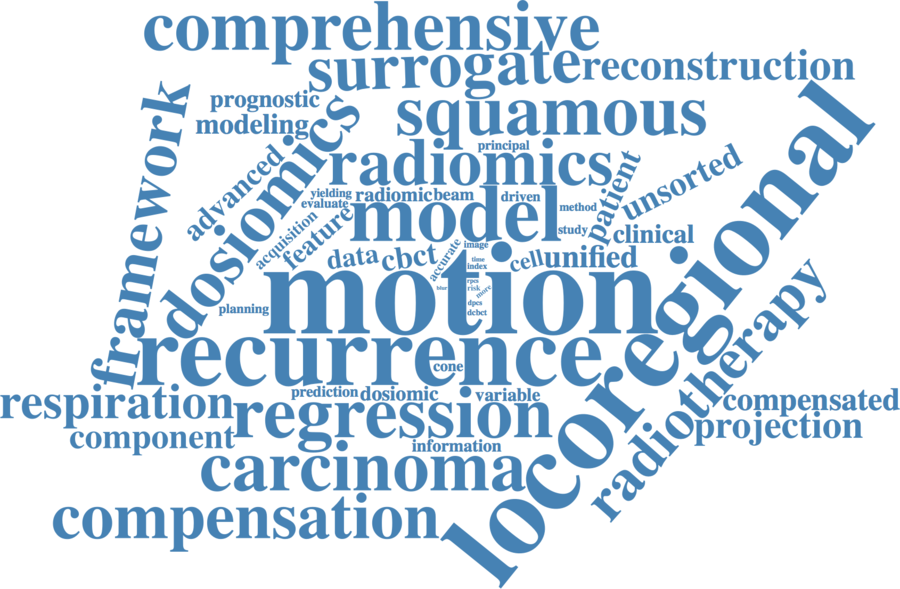 comprehensive
surrogate
reconstruction
prognostic
squamous
modeling
framework
dosiomics
principal
radiomics
advanced
patient
unsorted
yielding
radiomic
beam
driven
evaluate
model
method
acquisition
feature
study
clinical
locoregional
data
cbct
accurate
image
time
index
cell
unified
motion
rpcs
blur
risk
more
dpcs
dcbct
planning
radiotherapy
recurrence
cone
prediction
dosiomic
variable
respiration
regression
compensated
component
information
projection
carcinoma
compensation